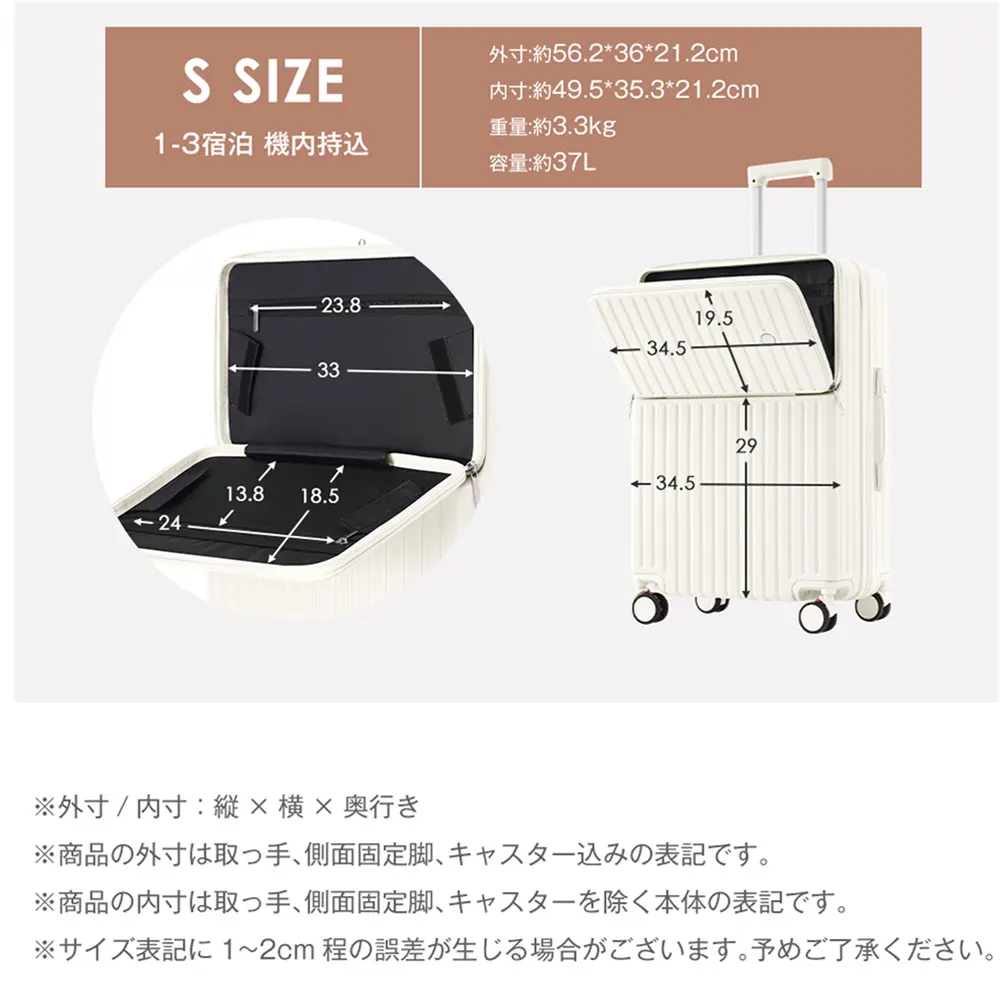 S SIZE
1-3宿泊 機内持込
外寸:約56.2*36*21.2cm
内寸:約49.5*35.3*21.2cm
重量:約3.3kg
容量:約37L
23.8
33
13.8
18.5
24
19.5
34.5
29
34.5
※外寸 / 内寸：縦 × 横 × 奥行き
※商品の外寸は取っ手、側面固定脚、キャスター込みの表記です。
※商品の内寸は取っ手、側面固定脚、キャスターを除く本体の表記です。
※サイズ表記に 1~2cm 程の誤差が生じる場合がございます。予めご了承ください。